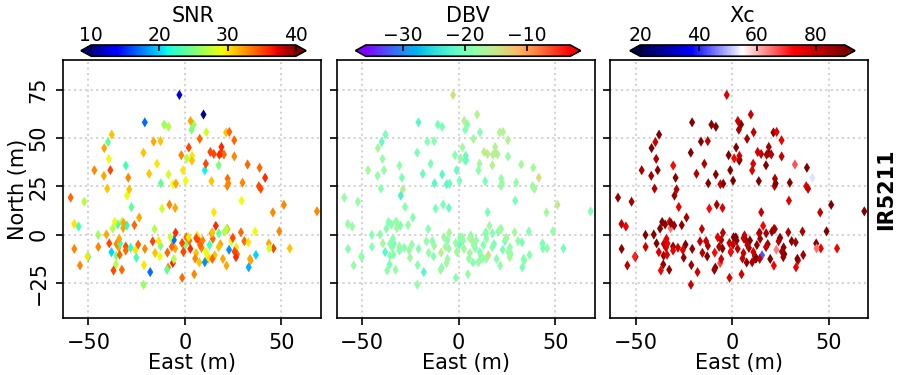 SNR
DBV
Xc
10 20 30 40
−30 −20 −10
20 40 60 80
75
50
25
0
−25
North (m)
−50 0 50
−50 0 50
−50 0 50
East (m)
East (m)
East (m)
IR5211